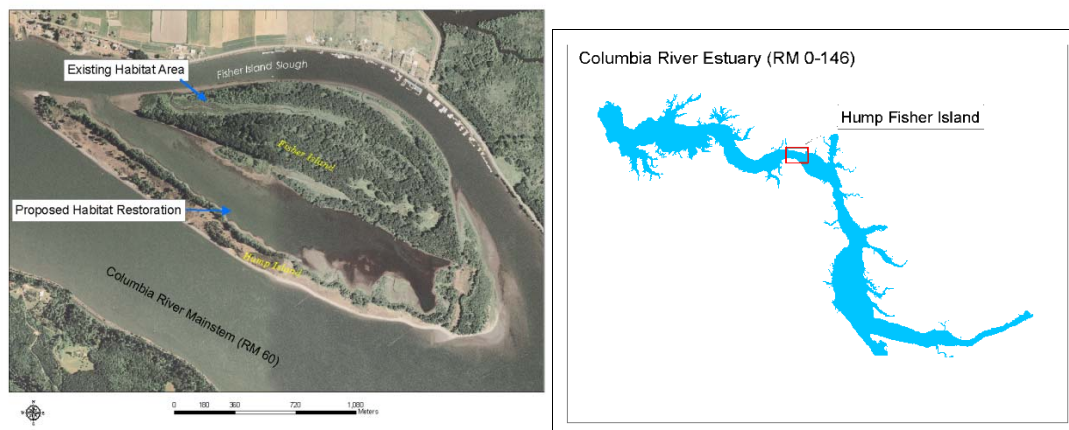 Existing Habitat Area
Fisher Island Slough
Fisher Island
Proposed Habitat Restoration
Hump Island
Columbia River Mainstem (RM 60)
0 180 360 720 1,080
Meters
Columbia River Estuary (RM 0-146)
Hump Fisher Island